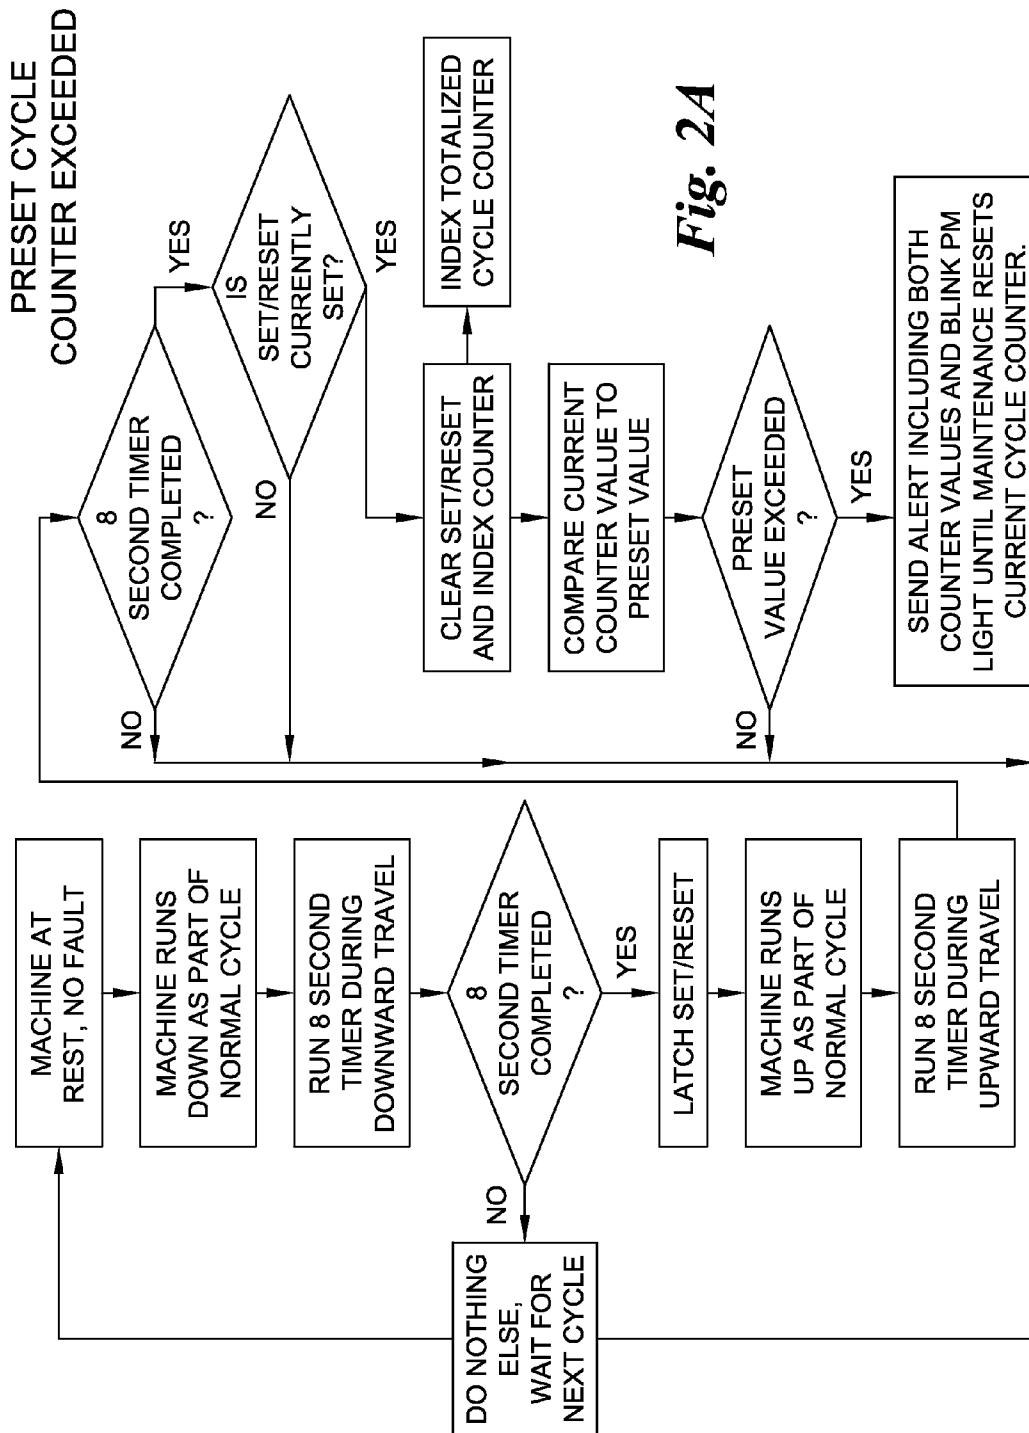 PRESET CYCLE
COUNTER EXCEEDED
MACHINE AT
REST, NO FAULT
MACHINE RUNS
DOWN AS PART OF
NORMAL CYCLE
RUN 8 SECOND
TIMER DURING
DOWNWARD TRAVEL
8
SECOND TIMER
COMPLETED
?
NO
YES
DO NOTHING
ELSE,
WAIT FOR
NEXT CYCLE
LATCH SET/RESET
MACHINE RUNS
UP AS PART OF
NORMAL CYCLE
RUN 8 SECOND
TIMER DURING
UPWARD TRAVEL
8
SECOND TIMER
COMPLETED
?
NO
YES
IS
SET/RESET
CURRENTLY
SET?
NO
YES
CLEAR SET/RESET
AND INDEX COUNTER
INDEX TOTALIZED
CYCLE COUNTER
COMPARE CURRENT
COUNTER VALUE TO
PRESET VALUE
PRESET
VALUE EXCEEDED
?
NO
YES
SEND ALERT INCLUDING BOTH
COUNTER VALUES AND BLINK PM
LIGHT UNTIL MAINTENANCE RESETS
CURRENT CYCLE COUNTER.
Fig. 2A